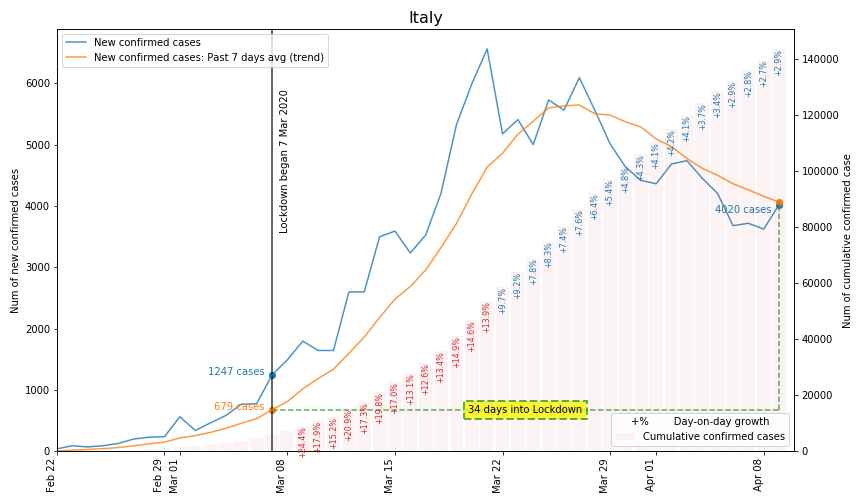 Italy
New confirmed cases
New confirmed cases: Past 7 days avg (trend)
Num of new confirmed cases
6000
5000
4000
3000
2000
1000
0
140000
120000
100000
80000
60000
40000
20000
0
Num of cumulative confirmed case
Lockdown began 7 Mar 2020
1247 cases
679 cases
4020 cases
34 days into Lockdown
+24.4%
+17.9%
+15.2%
+20.9%
+17.3%
+19.8%
+17.0%
+13.1%
+12.6%
+13.4%
+14.9%
+14.6%
+13.9%
+9.7%
+9.2%
+7.8%
+8.3%
+7.4%
+7.6%
+6.4%
+5.4%
+4.8%
+4.3%
+4.1%
+4.2%
+4.1%
+3.7%
+3.4%
+2.9%
+2.8%
+2.7%
+2.9%
+% Day-on-day growth
Cumulative confirmed cases
Feb 22
Feb 29
Mar 01
Mar 08
Mar 15
Mar 22
Mar 29
Apr 01
Apr 08